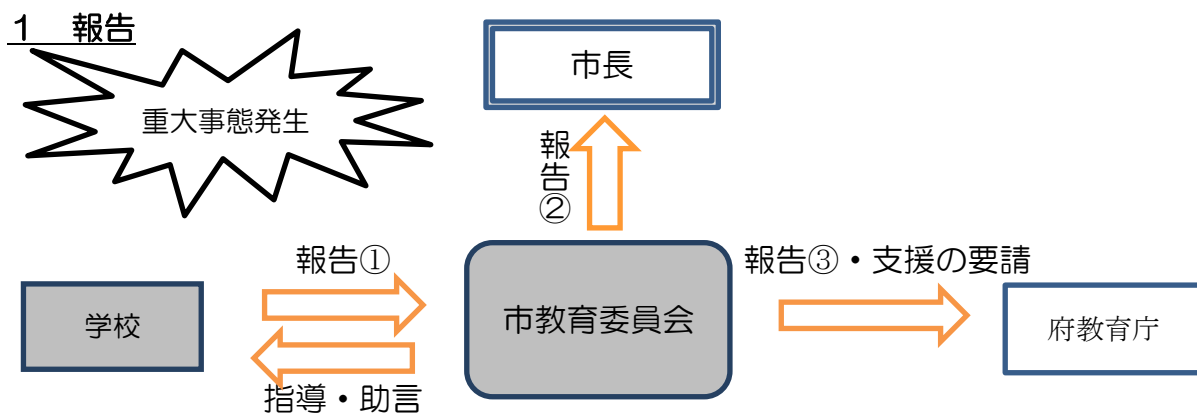 １　報告
重大事態発生
市長
報告②
報告①
報告③・支援の要請
学校
市教育委員会
府教育庁
指導・助言